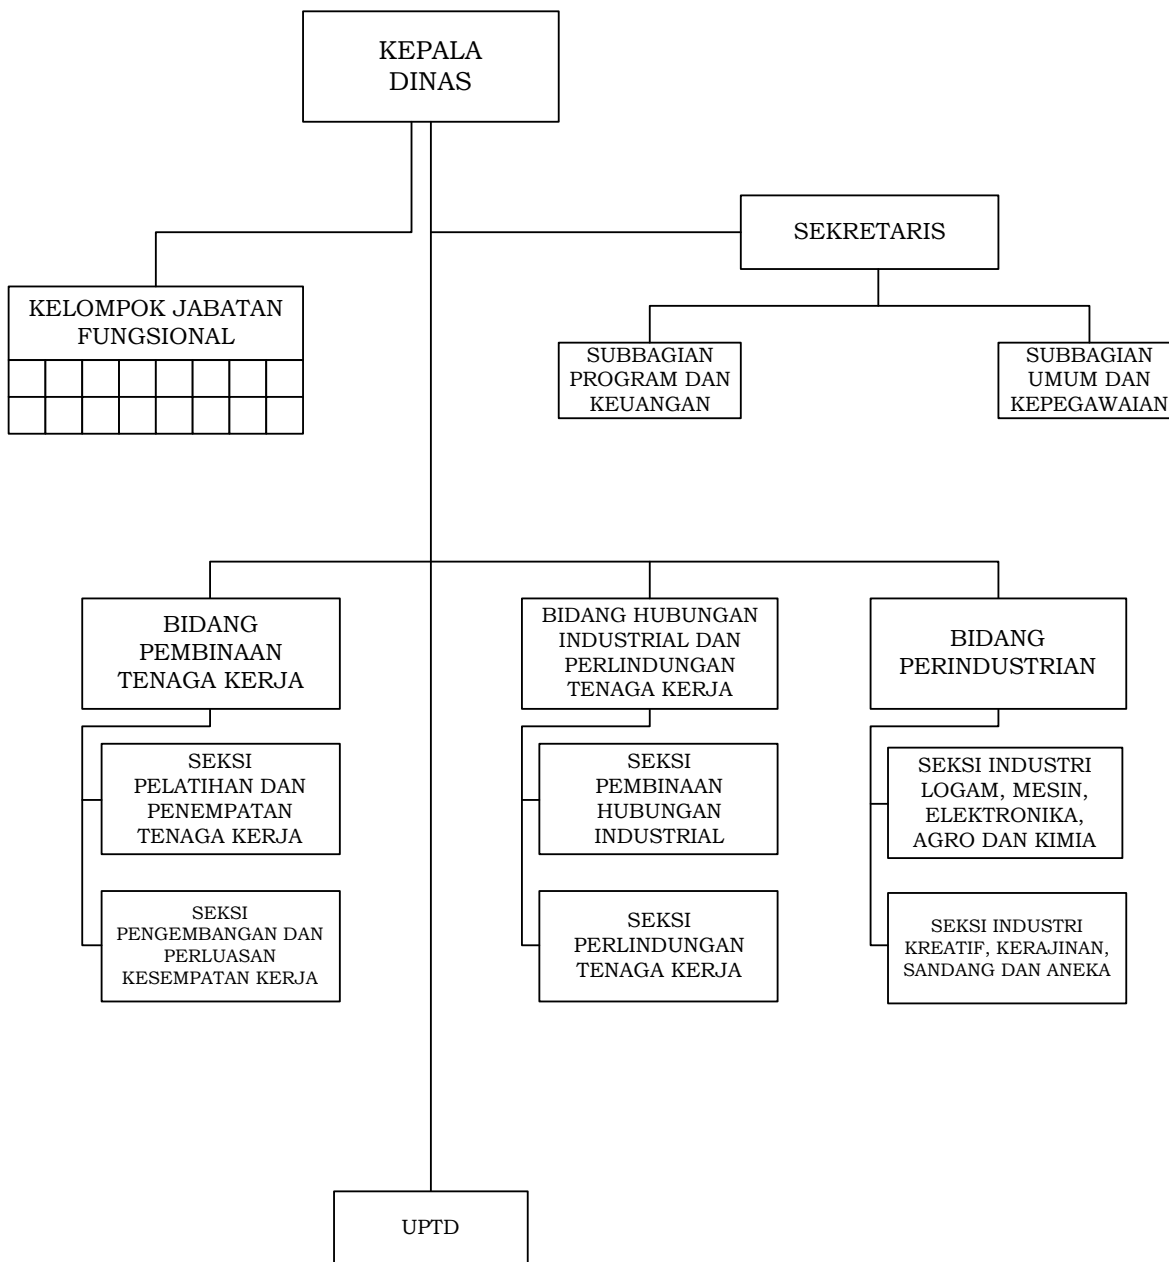 KEPALA
DINAS
SEKRETARIS
KELOMPOK JABATAN
FUNGSIONAL
SUBBAGIAN
PROGRAM DAN
KEUANGAN
SUBBAGIAN
UMUM DAN
KEPEGAWAIAN
BIDANG
PEMBINAAN
TENAGA KERJA
BIDANG HUBUNGAN
INDUSTRIAL DAN
PERLINDUNGAN
TENAGA KERJA
BIDANG
PERINDUSTRIAN
SEKSI
PELATIHAN DAN
PENEMPATAN
TENAGA KERJA
SEKSI
PEMBINAAN
HUBUNGAN
INDUSTRIAL
SEKSI INDUSTRI
LOGAM, MESIN,
ELEKTRONIKA,
AGRO DAN KIMIA
SEKSI
PENGEMBANGAN DAN
PERLUASAN
KESEMPATAN KERJA
SEKSI
PERLINDUNGAN
TENAGA KERJA
SEKSI INDUSTRI
KREATIF, KERAJINAN,
SANDANG DAN ANEKA
UPTD